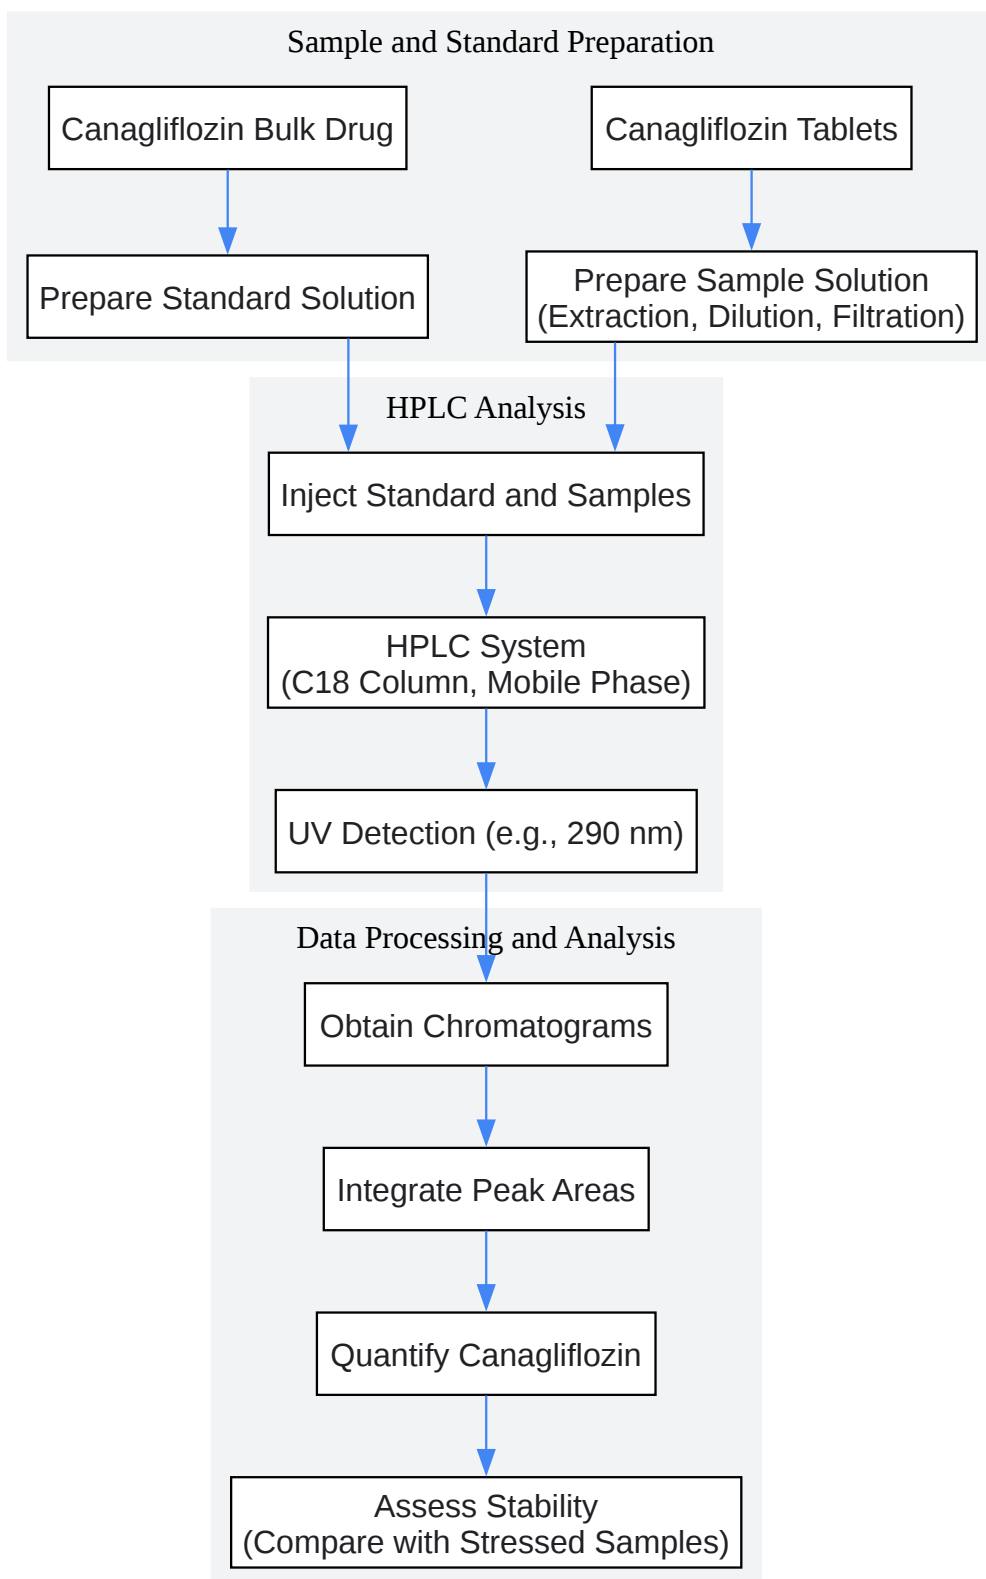 Sample and Standard Preparation
Canagliflozin Bulk Drug
Canagliflozin Tablets
Prepare Standard Solution
Prepare Sample Solution
(Extraction, Dilution, Filtration)
HPLC Analysis
Inject Standard and Samples
HPLC System
(C18 Column, Mobile Phase)
UV Detection (e.g., 290 nm)
Data Processing and Analysis
Obtain Chromatograms
Integrate Peak Areas
Quantify Canagliflozin
Assess Stability
(Compare with Stressed Samples)